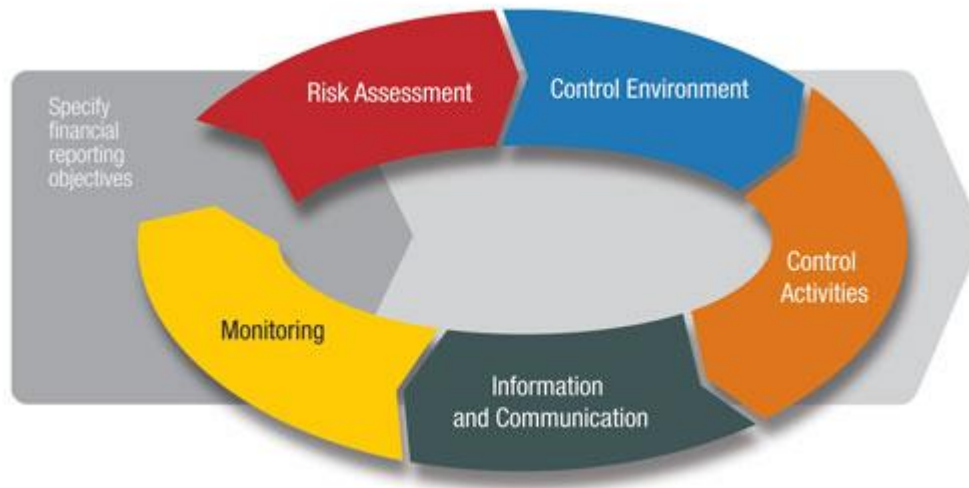 Specify
financial
reporting
objectives
Risk Assessment
Control Environment
Control
Activities
Information
and Communication
Monitoring